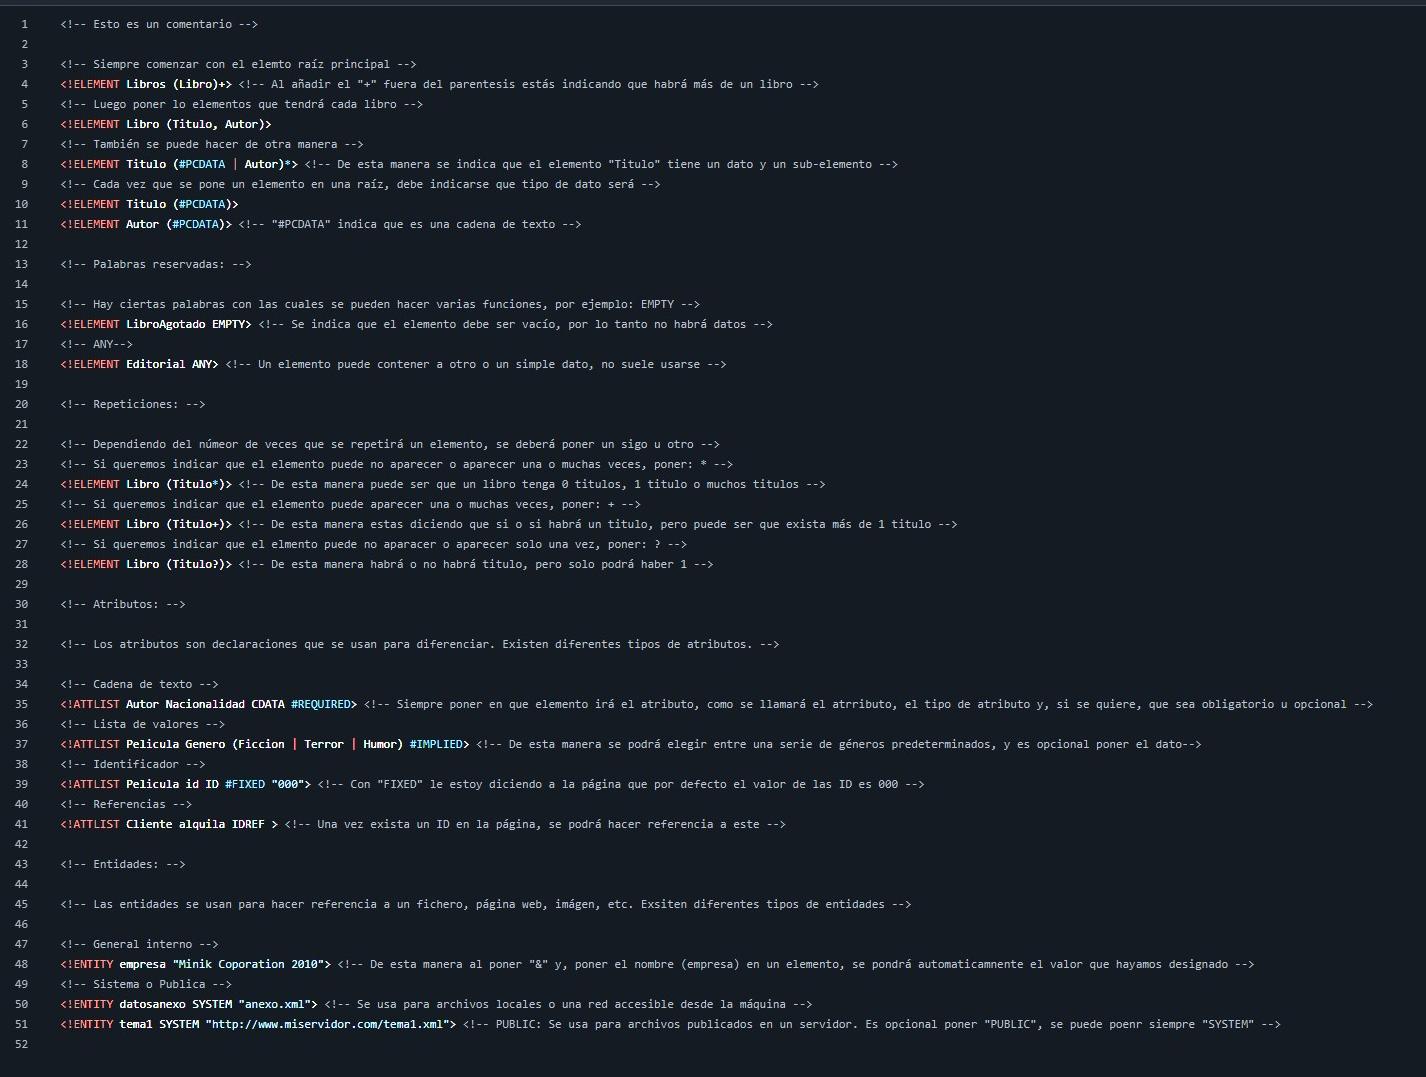 1 <!-- Esto es un comentario -->
2
3 <!-- Siempre comenzar con el elemto raíz principal -->
4 <!ELEMENT Libros (Libro)+> <!-- Al añadir el "+" fuera del parentesis estás indicando que habrá más de un libro -->
5 <!-- Luego poner lo elementos que tendrá cada libro -->
6 <!ELEMENT Libro (Titulo, Autor)>
7 <!-- También se puede hacer de otra manera -->
8 <!ELEMENT Titulo (#PCDATA | Autor)*> <!-- De esta manera se indica que el elemento "Titulo" tiene un dato y un sub-elemento -->
9 <!-- Cada vez que se pone un elemento en una raíz, debe indicarse que tipo de dato será -->
10 <!ELEMENT Titulo (#PCDATA)>
11 <!ELEMENT Autor (#PCDATA)> <!-- "#PCDATA" indica que es una cadena de texto -->
12
13 <!-- Palabras reservadas: -->
14
15 <!-- Hay ciertas palabras con las cuales se pueden hacer varias funciones, por ejemplo: EMPTY -->
16 <!ELEMENT LibroAgotado EMPTY> <!-- Se indica que el elemento debe ser vacío, por lo tanto no habrá datos -->
17 <!-- ANY-->
18 <!ELEMENT Editorial ANY> <!-- Un elemento puede contener a otro o un simple dato, no suele usarse -->
19
20 <!-- Repeticiones: -->
21
22 <!-- Dependiendo del númeor de veces que se repetirá un elemento, se deberá poner un sigo u otro -->
23 <!-- Si queremos indicar que el elemento puede no aparecer o aparecer una o muchas veces, poner: * -->
24 <!ELEMENT Libro (Titulo*)> <!-- De esta manera puede ser que un libro tenga 0 titulos, 1 titulo o muchos titulos -->
25 <!-- Si queremos indicar que el elemento puede aparecer una o muchas veces, poner: + -->
26 <!ELEMENT Libro (Titulo+)> <!-- De esta manera estas diciendo que si o si habrá un titulo, pero puede ser que exista más de 1 titulo -->
27 <!-- Si queremos indicar que el elmento puede no aparacer o aparecer solo una vez, poner: ? -->
28 <!ELEMENT Libro (Titulo?)> <!-- De esta manera habrá o no habrá titulo, pero solo podrá haber 1 -->
29
30 <!-- Atributos: -->
31
32 <!-- Los atributos son declaraciones que se usan para diferenciar. Existen diferentes tipos de atributos. -->
33
34 <!-- Cadena de texto -->
35 <!ATTLIST Autor Nacionalidad CDATA #REQUIRED> <!-- Siempre poner en que elemento irá el atributo, como se llamará el atrributo, el tipo de atributo y, si se quiere, que sea obligatorio u opcional -->
36 <!-- Lista de valores -->
37 <!ATTLIST Pelicula Genero (Ficcion | Terror | Humor) #IMPLIED> <!-- De esta manera se podrá elegir entre una serie de géneros predeterminados, y es opcional poner el dato-->
38 <!-- Identificador -->
39 <!ATTLIST Pelicula id ID #FIXED "000"> <!-- Con "FIXED" le estoy diciendo a la página que por defecto el valor de las ID es 000 -->
40 <!-- Referencias -->
41 <!ATTLIST Cliente alquila IDREF > <!-- Una vez exista un ID en la página, se podrá hacer referencia a este -->
42
43 <!-- Entidades: -->
44
45 <!-- Las entidades se usan para hacer referencia a un fichero, página web, imágen, etc. Exsiten diferentes tipos de entidades -->
46
47 <!-- General interno -->
48 <!ENTITY empresa "Minik Coporation 2010"> <!-- De esta manera al poner "&" y, poner el nombre (empresa) en un elemento, se pondrá automaticamnente el valor que hayamos designado -->
49 <!-- Sistema o Publica -->
50 <!ENTITY datosanexo SYSTEM "anexo.xml"> <!-- Se usa para archivos locales o una red accesible desde la máquina -->
51 <!ENTITY tema1 SYSTEM "http://www.miservidor.com/tema1.xml"> <!-- PUBLIC: Se usa para archivos publicados en un servidor. Es opcional poner "PUBLIC", se puede poenr siempre "SYSTEM" -->
52